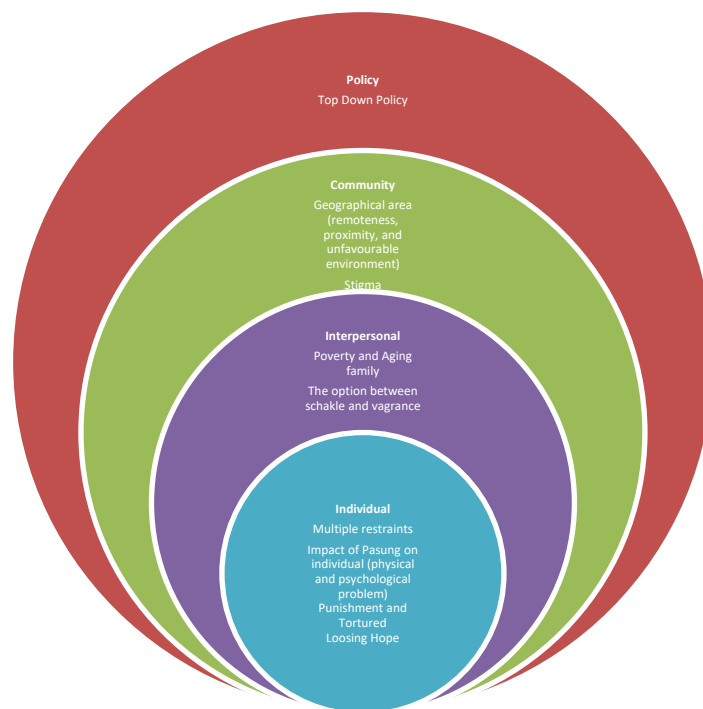 Policy
Top Down Policy
Community
Geographical area
(remoteness,
proximity, and
unfavourable
environment)
Stigma
Interpersonal
Poverty and Aging
family
The option between
schakle and vagrance
Individual
Multiple restraints
Impact of Pasung on
individual (physical
and psychological
problem)
Punishment and
Tortured
Loosing Hope